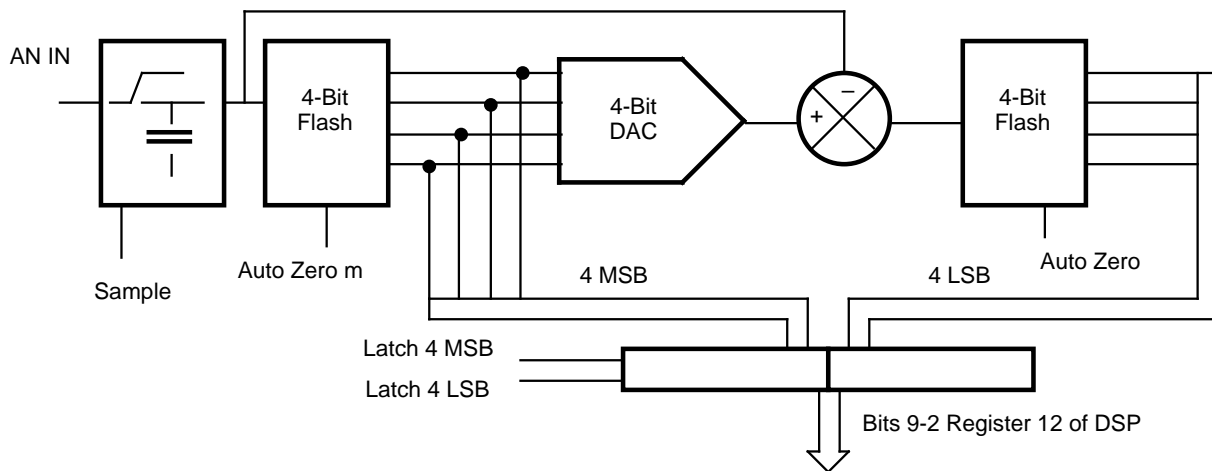 AN IN
4-Bit
Flash
4-Bit
DAC
−
+
4-Bit
Flash
Sample
Auto Zero m
Auto Zero
4 MSB
4 LSB
Latch 4 MSB
Latch 4 LSB
Bits 9-2 Register 12 of DSP